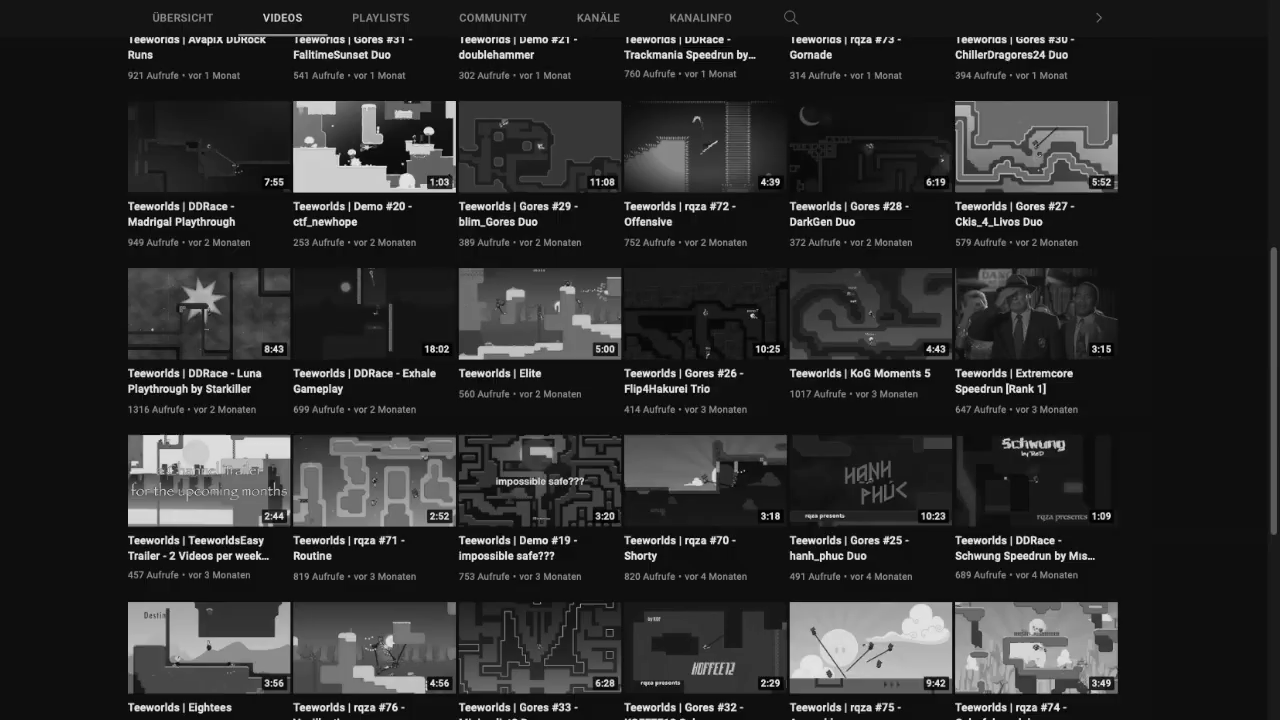 ÜBERSICHT VIDEOS PLAYLISTS COMMUNITY KANÄLE KANALINFO
Teeworlds | AvapiX DDRock Runs
921 Aufrufe • vor 1 Monat
Teeworlds | Gores #31 - FalltimeSunset Duo
541 Aufrufe • vor 1 Monat
Teeworlds | Demo #21 - doublehammer
302 Aufrufe • vor 1 Monat
Teeworlds | DDRace - Trackmania Speedrun by...
760 Aufrufe • vor 1 Monat
Teeworlds | rqza #73 - Gornade
314 Aufrufe • vor 1 Monat
Teeworlds | Gores #30 - ChillerDragores24 Duo
394 Aufrufe • vor 1 Monat
7:55
Teeworlds | DDRace - Madrigal Playthrough
949 Aufrufe • vor 2 Monaten
1:03
Teeworlds | Demo #20 - ctf_newhope
253 Aufrufe • vor 2 Monaten
11:08
Teeworlds | Gores #29 - blim_Gores Duo
389 Aufrufe • vor 2 Monaten
4:39
Teeworlds | rqza #72 - Offensive
752 Aufrufe • vor 2 Monaten
6:19
Teeworlds | Gores #28 - DarkGen Duo
372 Aufrufe • vor 2 Monaten
5:52
Teeworlds | Gores #27 - Ckis_4_Livos Duo
579 Aufrufe • vor 2 Monaten
8:43
Teeworlds | DDRace - Luna Playthrough by Starkiller
1316 Aufrufe • vor 2 Monaten
18:02
Teeworlds | DDRace - Exhale Gameplay
699 Aufrufe • vor 2 Monaten
5:00
Teeworlds | Elite
560 Aufrufe • vor 2 Monaten
10:25
Teeworlds | Gores #26 - Flip4Hakurei Trio
414 Aufrufe • vor 3 Monaten
4:43
Teeworlds | KoG Moments 5
1017 Aufrufe • vor 3 Monaten
3:15
Teeworlds | Extremcore Speedrun [Rank 1]
647 Aufrufe • vor 3 Monaten
for the upcoming months
2:44
Teeworlds | TeeworldsEasy Trailer - 2 Videos per week...
457 Aufrufe • vor 3 Monaten
2:52
Teeworlds | rqza #71 - Routine
819 Aufrufe • vor 3 Monaten
impossible safe???
3:20
Teeworlds | Demo #19 - impossible safe???
753 Aufrufe • vor 3 Monaten
3:18
Teeworlds | rqza #70 - Shorty
820 Aufrufe • vor 4 Monaten
HANH
PHÚC
rqza presents
10:23
Teeworlds | Gores #25 - hanh_phuc Duo
491 Aufrufe • vor 4 Monaten
Schwung
by ReD
rqza presents
1:09
Teeworlds | DDRace - Schwung Speedrun by Mıs...
689 Aufrufe • vor 4 Monaten
3:56
Teeworlds | Eightees
4:56
Teeworlds | rqza #76 -
6:28
Teeworlds | Gores #33 -
KOFFEE12
rqza presents
2:29
Teeworlds | Gores #32 -
9:42
Teeworlds | rqza #75 -
3:49
Teeworlds | rqza #74 -